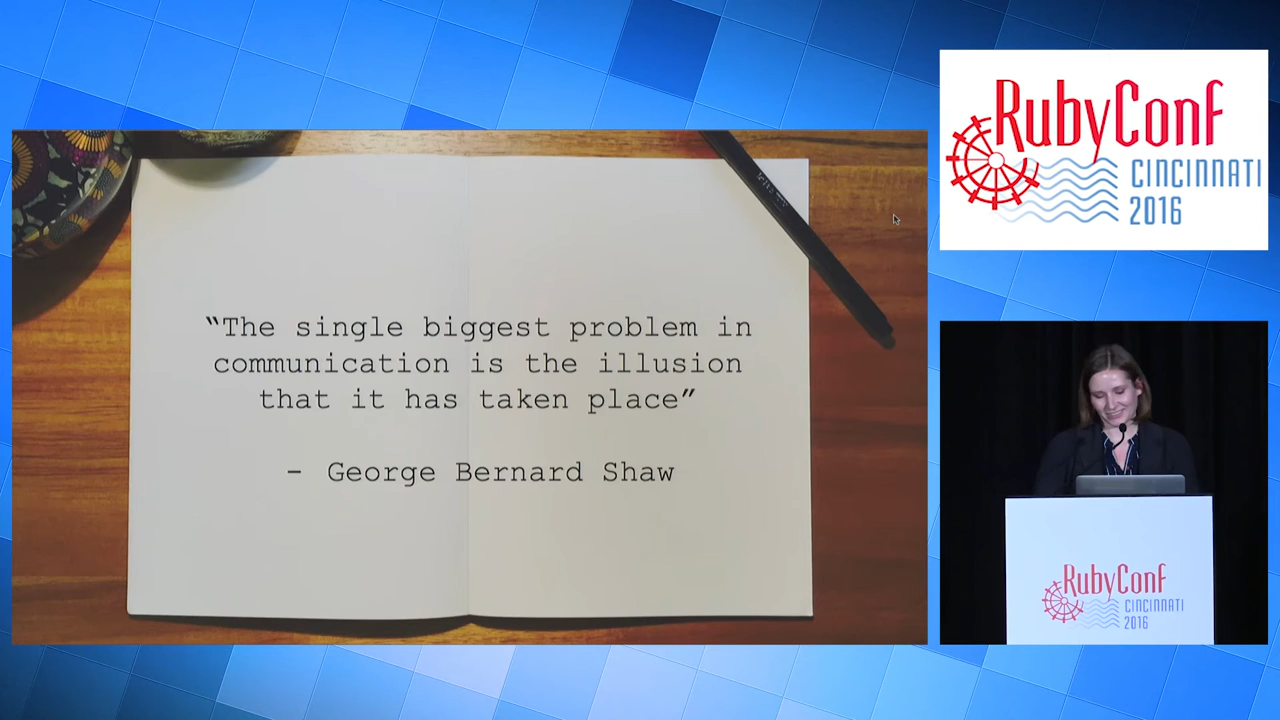 “The single biggest problem in
communication is the illusion
that it has taken place”
- George Bernard Shaw
RubyConf
CINCINNATI
2016
RubyConf
CINCINNATI
2016